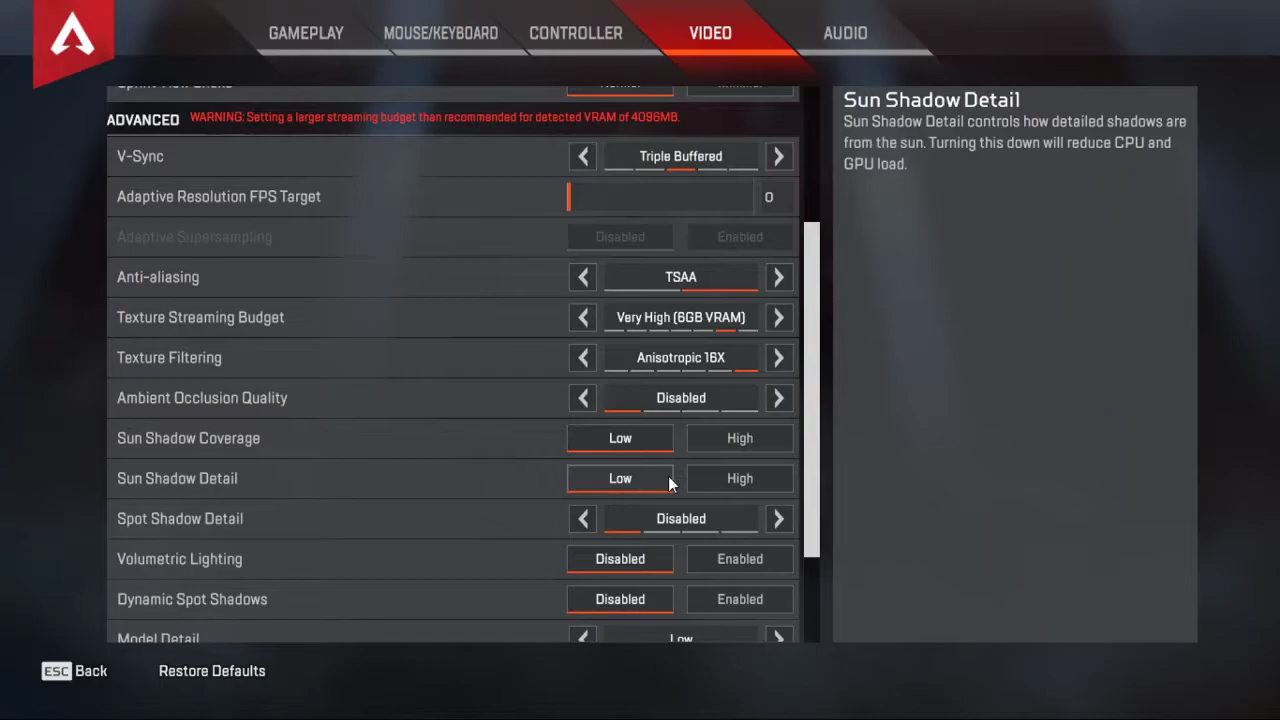 GAMEPLAY
MOUSE/KEYBOARD
CONTROLLER
VIDEO
AUDIO
ADVANCED WARNING: Setting a larger streaming budget than recommended for detected VRAM of 4096MB.
V-Sync Triple Buffered
Adaptive Resolution FPS Target 0
Adaptive Supersampling Disabled Enabled
Anti-aliasing TSAA
Texture Streaming Budget Very High (6GB VRAM)
Texture Filtering Anisotropic 16X
Ambient Occlusion Quality Disabled
Sun Shadow Coverage Low High
Sun Shadow Detail Low High
Spot Shadow Detail Disabled
Volumetric Lighting Disabled Enabled
Dynamic Spot Shadows Disabled Enabled
Model Detail Low
Sun Shadow Detail
Sun Shadow Detail controls how detailed shadows are
from the sun. Turning this down will reduce CPU and
GPU load.
ESC Back Restore Defaults